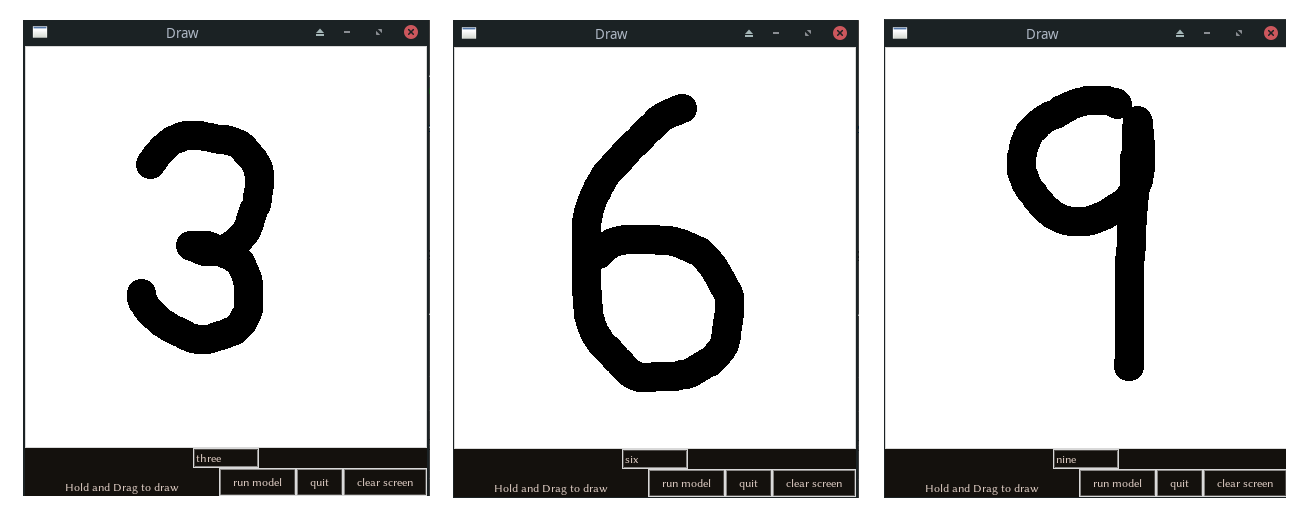 Draw
3
three
Hold and Drag to draw run model quit clear screen
Draw
6
six
Hold and Drag to draw run model quit clear screen
Draw
9
nine
Hold and Drag to draw run model quit clear screen